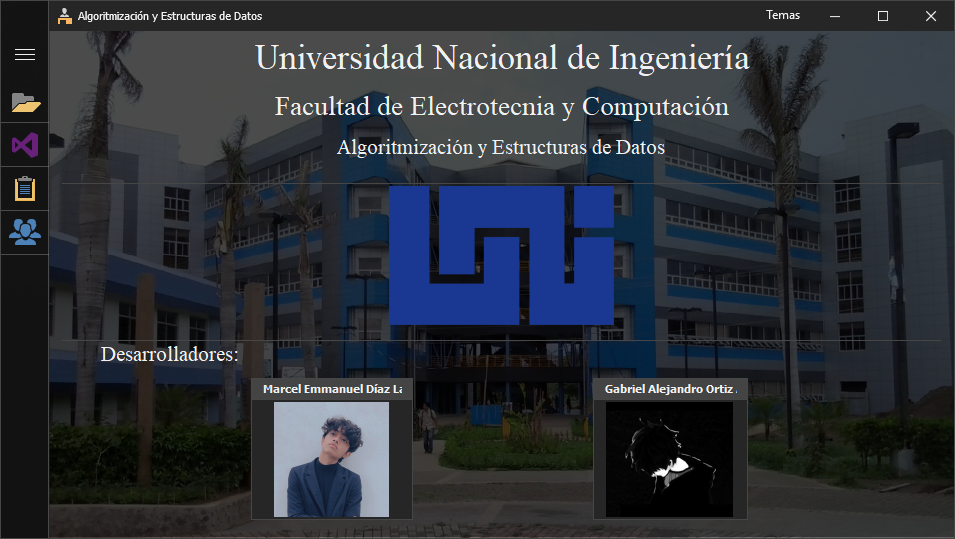 Algoritmización y Estructuras de Datos
Temas
Universidad Nacional de Ingeniería
Facultad de Electrotecnia y Computación
Algoritmización y Estructuras de Datos
uni
Desarrolladores:
Marcel Emmanuel Díaz
Gabriel Alejandro Ortiz